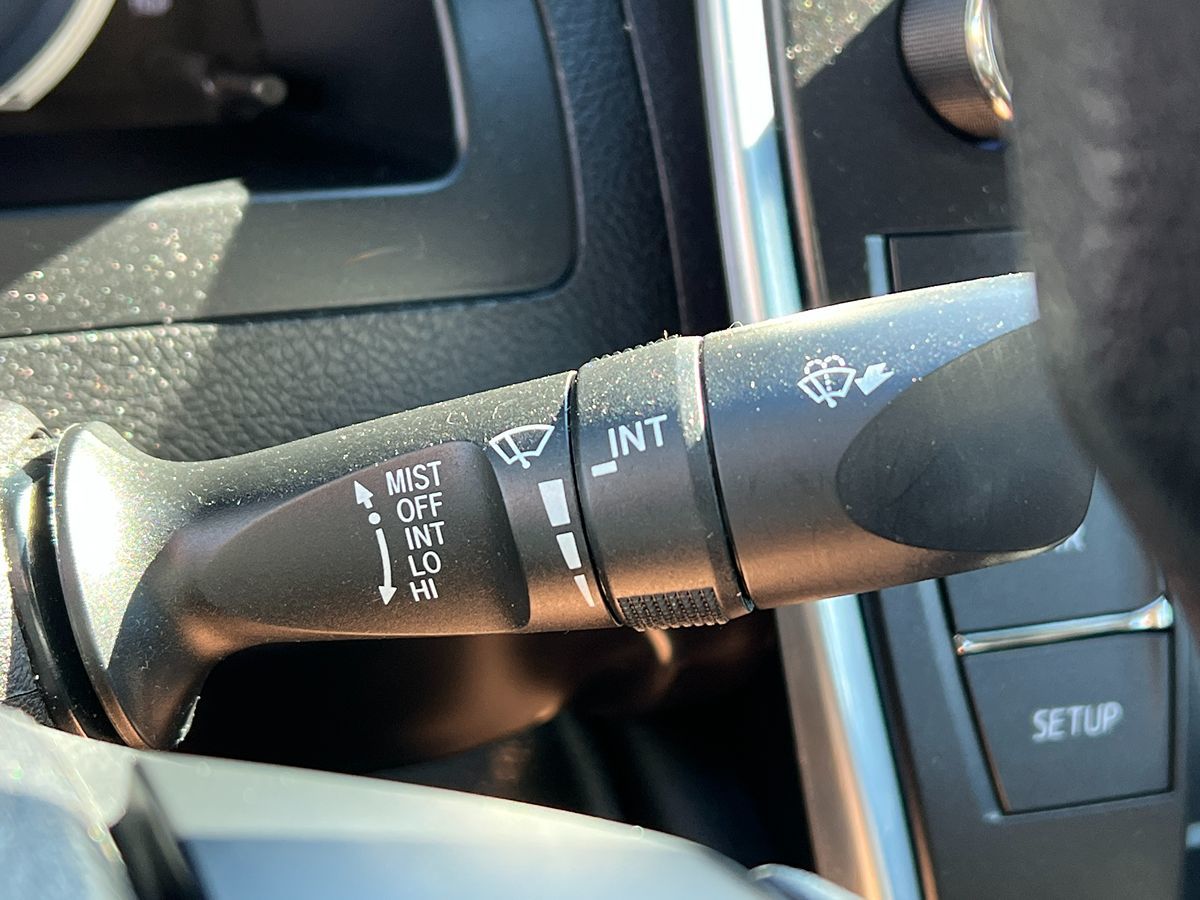 MIST
OFF
INT
LO
HI
INT
SETUP